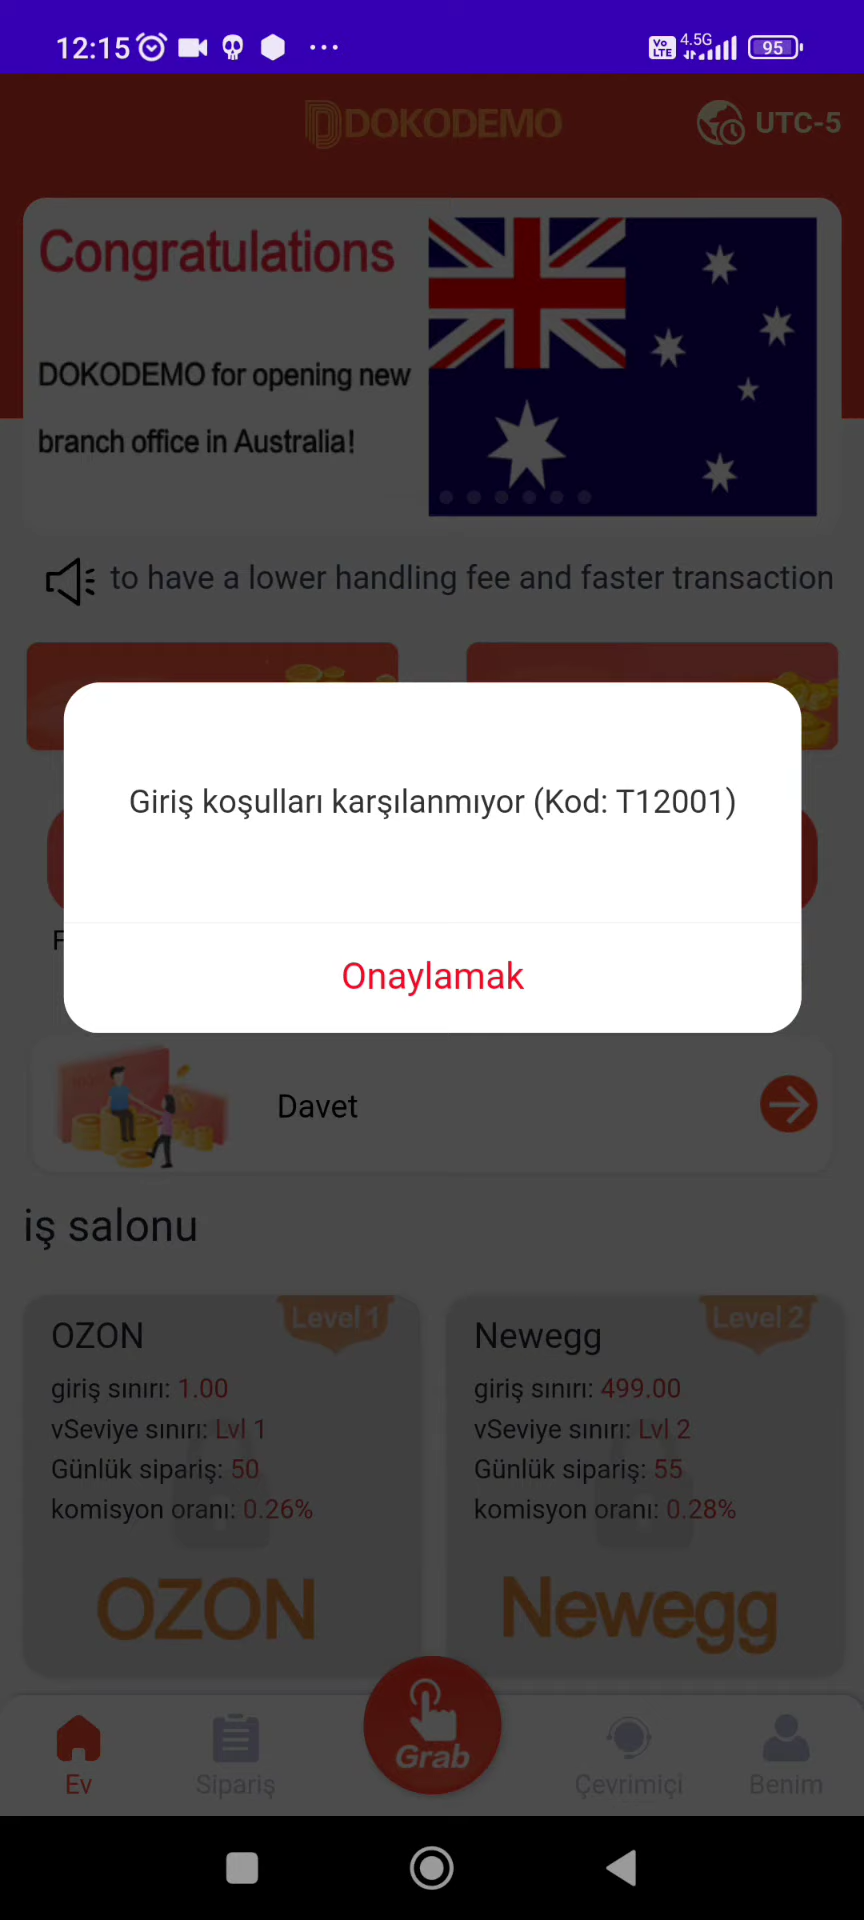 12:15
Vo LTE 4.5G 95
DOKODEMO
UTC-5
Congratulations
DOKODEMO for opening new
branch office in Australia!
to have a lower handling fee and faster transaction
Giriş koşulları karşılanmıyor (Kod: T12001)
Onaylamak
Davet
iş salonu
OZON
Level 1
giriş sınırı: 1.00
vSeviye sınırı: Lvl 1
Günlük sipariş: 50
komisyon oranı: 0.26%
OZON
Newegg
Level 2
giriş sınırı: 499.00
vSeviye sınırı: Lvl 2
Günlük sipariş: 55
komisyon oranı: 0.28%
Newegg
Ev
Sipariş
Grab
Çevrimiçi
Benim